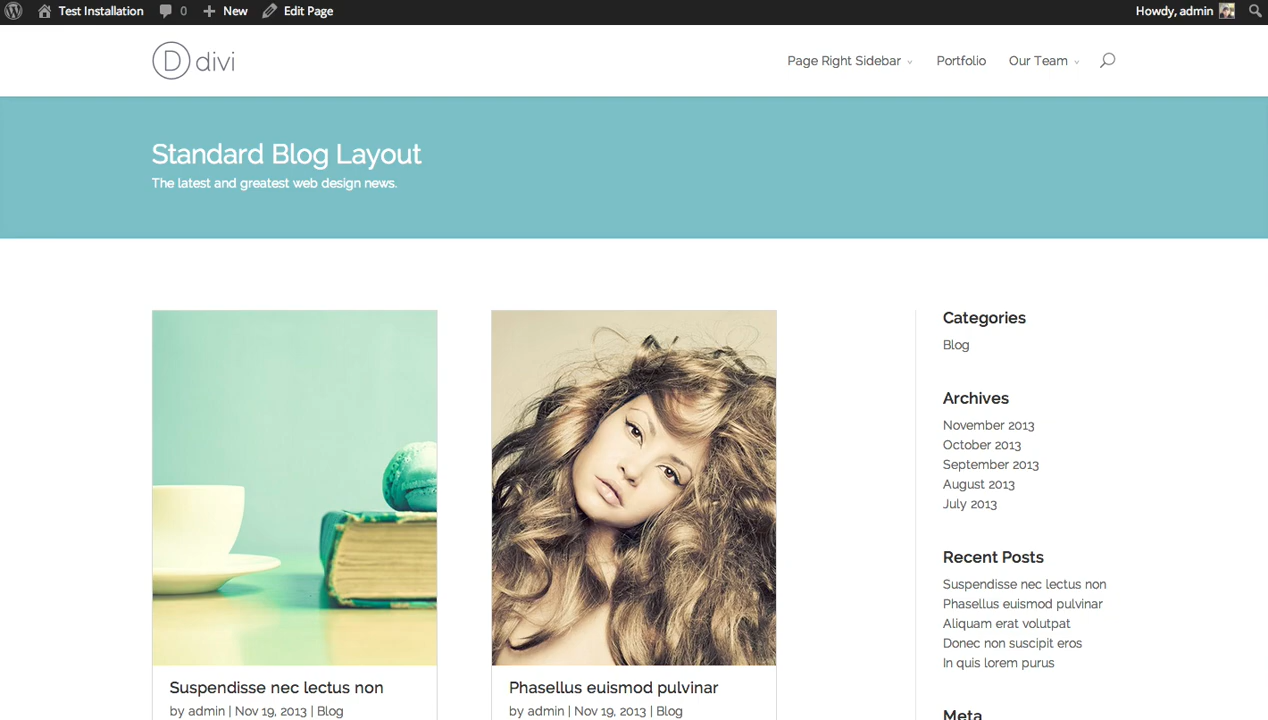 Test Installation 0 New Edit Page Howdy, admin
D divi Page Right Sidebar Portfolio Our Team
Standard Blog Layout
The latest and greatest web design news.
Suspendisse nec lectus non
by admin | Nov 19, 2013 | Blog
Phasellus euismod pulvinar
by admin | Nov 19, 2013 | Blog
Categories
Blog
Archives
November 2013
October 2013
September 2013
August 2013
July 2013
Recent Posts
Suspendisse nec lectus non
Phasellus euismod pulvinar
Aliquam erat volutpat
Donec non suscipit eros
In quis lorem purus
Meta